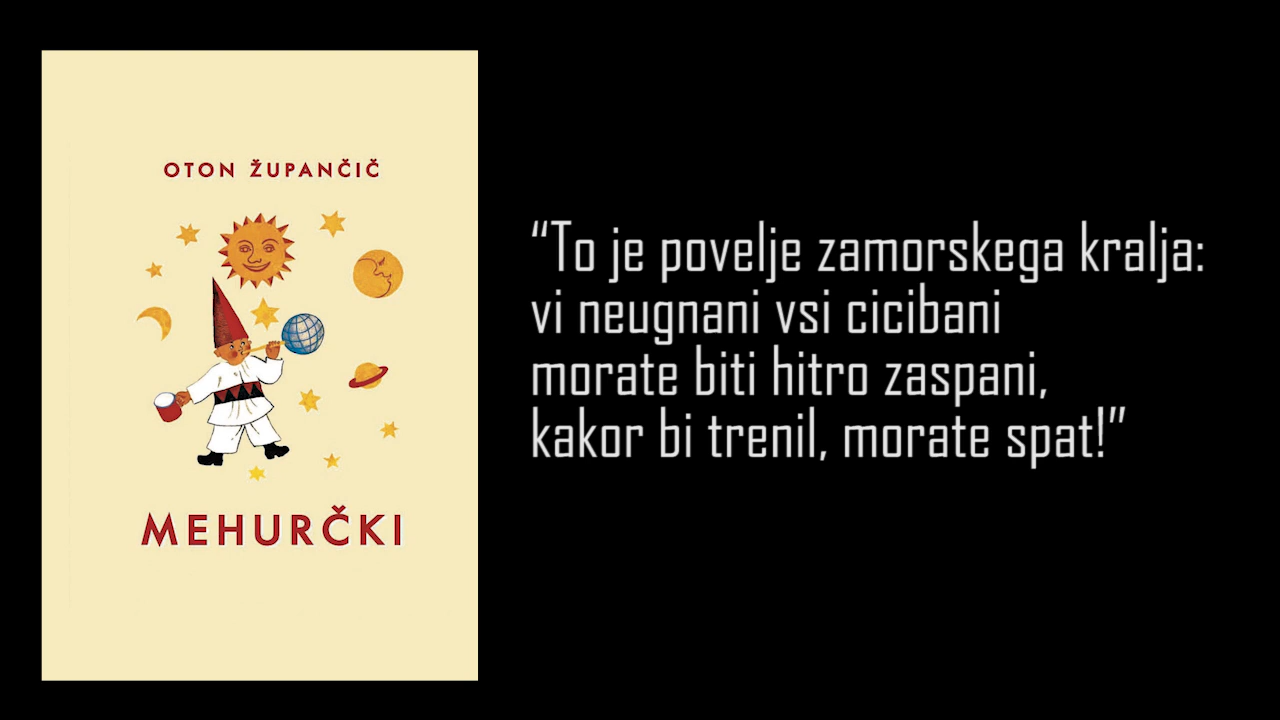 OTON ŽUPANČIČ
MEHURČKI
“To je povelje zamorskega kralja:
vi neugnani vsi cicibani
morate biti hitro zaspani,
kakor bi trenil, morate spat!”